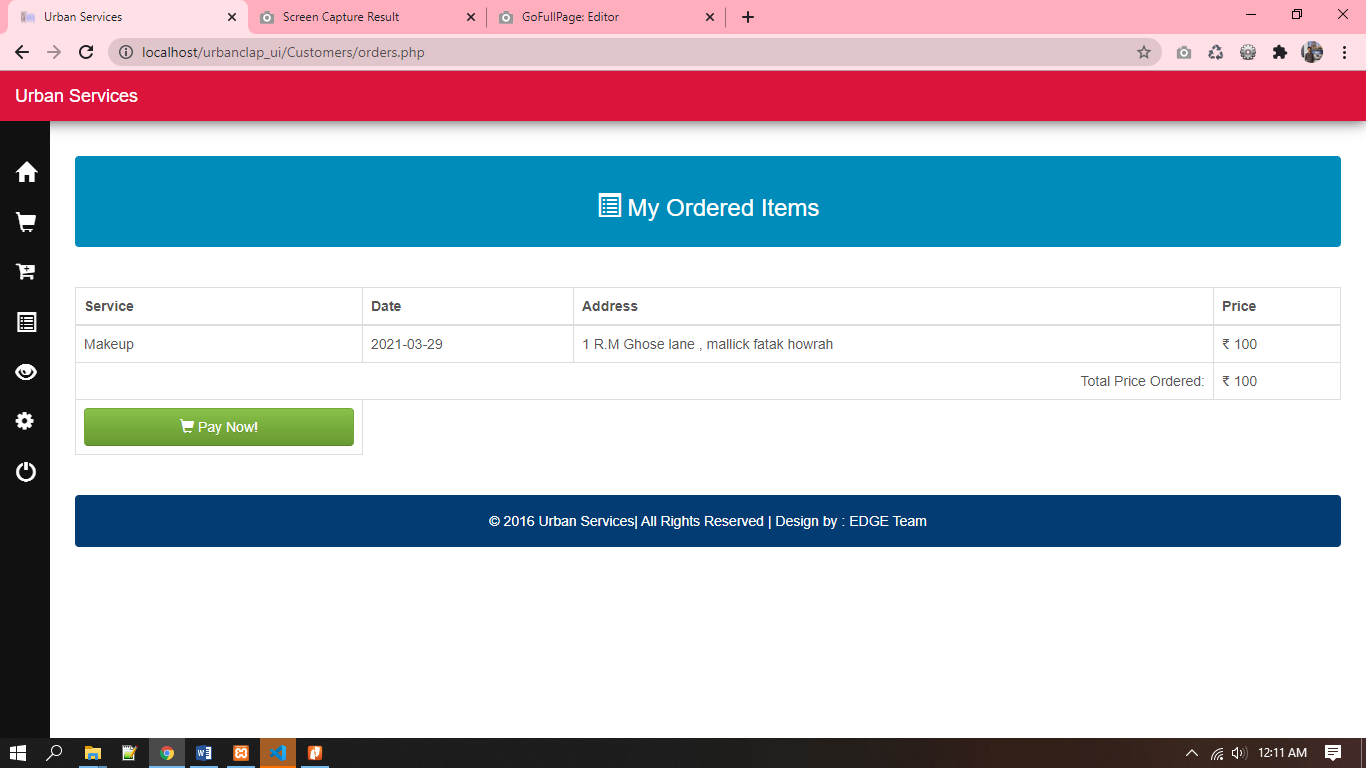 Urban Services
Screen Capture Result
GoFullPage: Editor
localhost/urbanclap_ui/Customers/orders.php
Urban Services
My Ordered Items
Service Date Address Price
Makeup 2021-03-29 1 R.M Ghose lane , mallick fatak howrah ₹ 100
Total Price Ordered: ₹ 100
Pay Now!
© 2016 Urban Services| All Rights Reserved | Design by : EDGE Team
12:11 AM